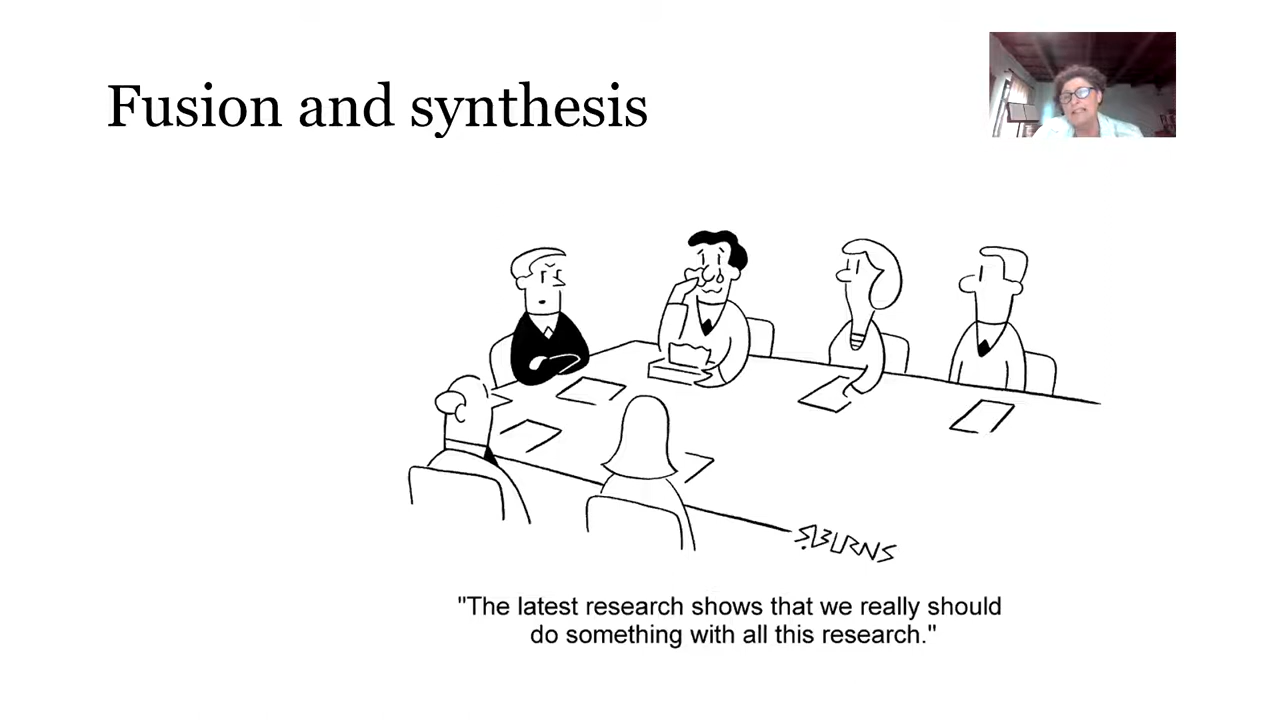 Fusion and synthesis
S.BURNS
"The latest research shows that we really should
do something with all this research."